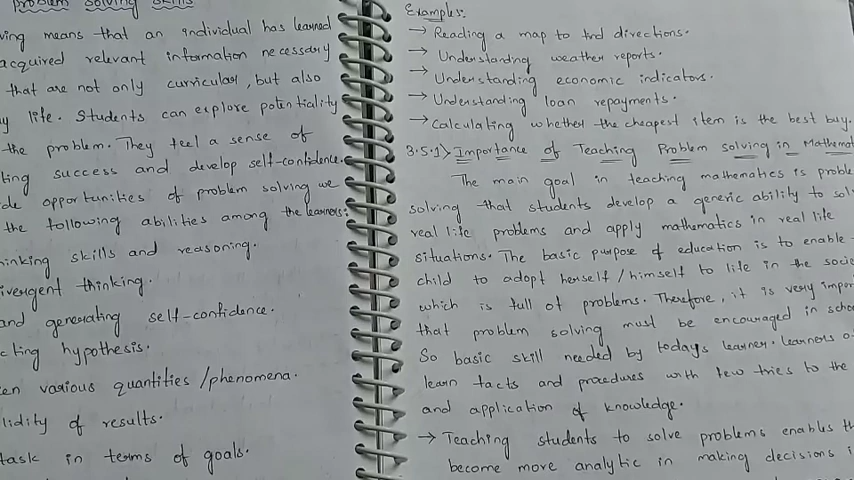 problem solving skills
ving means that an individual has learned
acquired relevant information necessary
that are not only curricular, but also
ay life. Students can explore potentiality
the problem. They feel a sense of
ting success and develop self-confidence.
de opportunities of problem solving we
the following abilities among the learners:
hinking skills and reasoning.
ivergent thinking.
and generating self-confidence.
cting hypothesis.
en various quantities/phenomena.
lidity of results.
task in terms of goals.
Examples:
→ Reading a map to find directions.
→ Understanding weather reports.
→ Understanding economic indicators.
→ Understanding loan repayments.
→ Calculating whether the cheapest item is the best buy.
3.5.1) Importance of Teaching Problem solving in Mathemat
The main goal in teaching mathematics is proble
solving that students develop a generic ability to sol
real life problems and apply mathematics in real life
situations. The basic purpose of education is to enable
child to adopt herself/himself to life in the socie
which is full of problems. Therefore, it is very impor
that problem solving must be encouraged in scho
So basic skill needed by todays learner. learners o
learn facts and procedures with few tries to the
and application of knowledge.
→ Teaching students to solve problems enables th
become more analytic in making decisions i